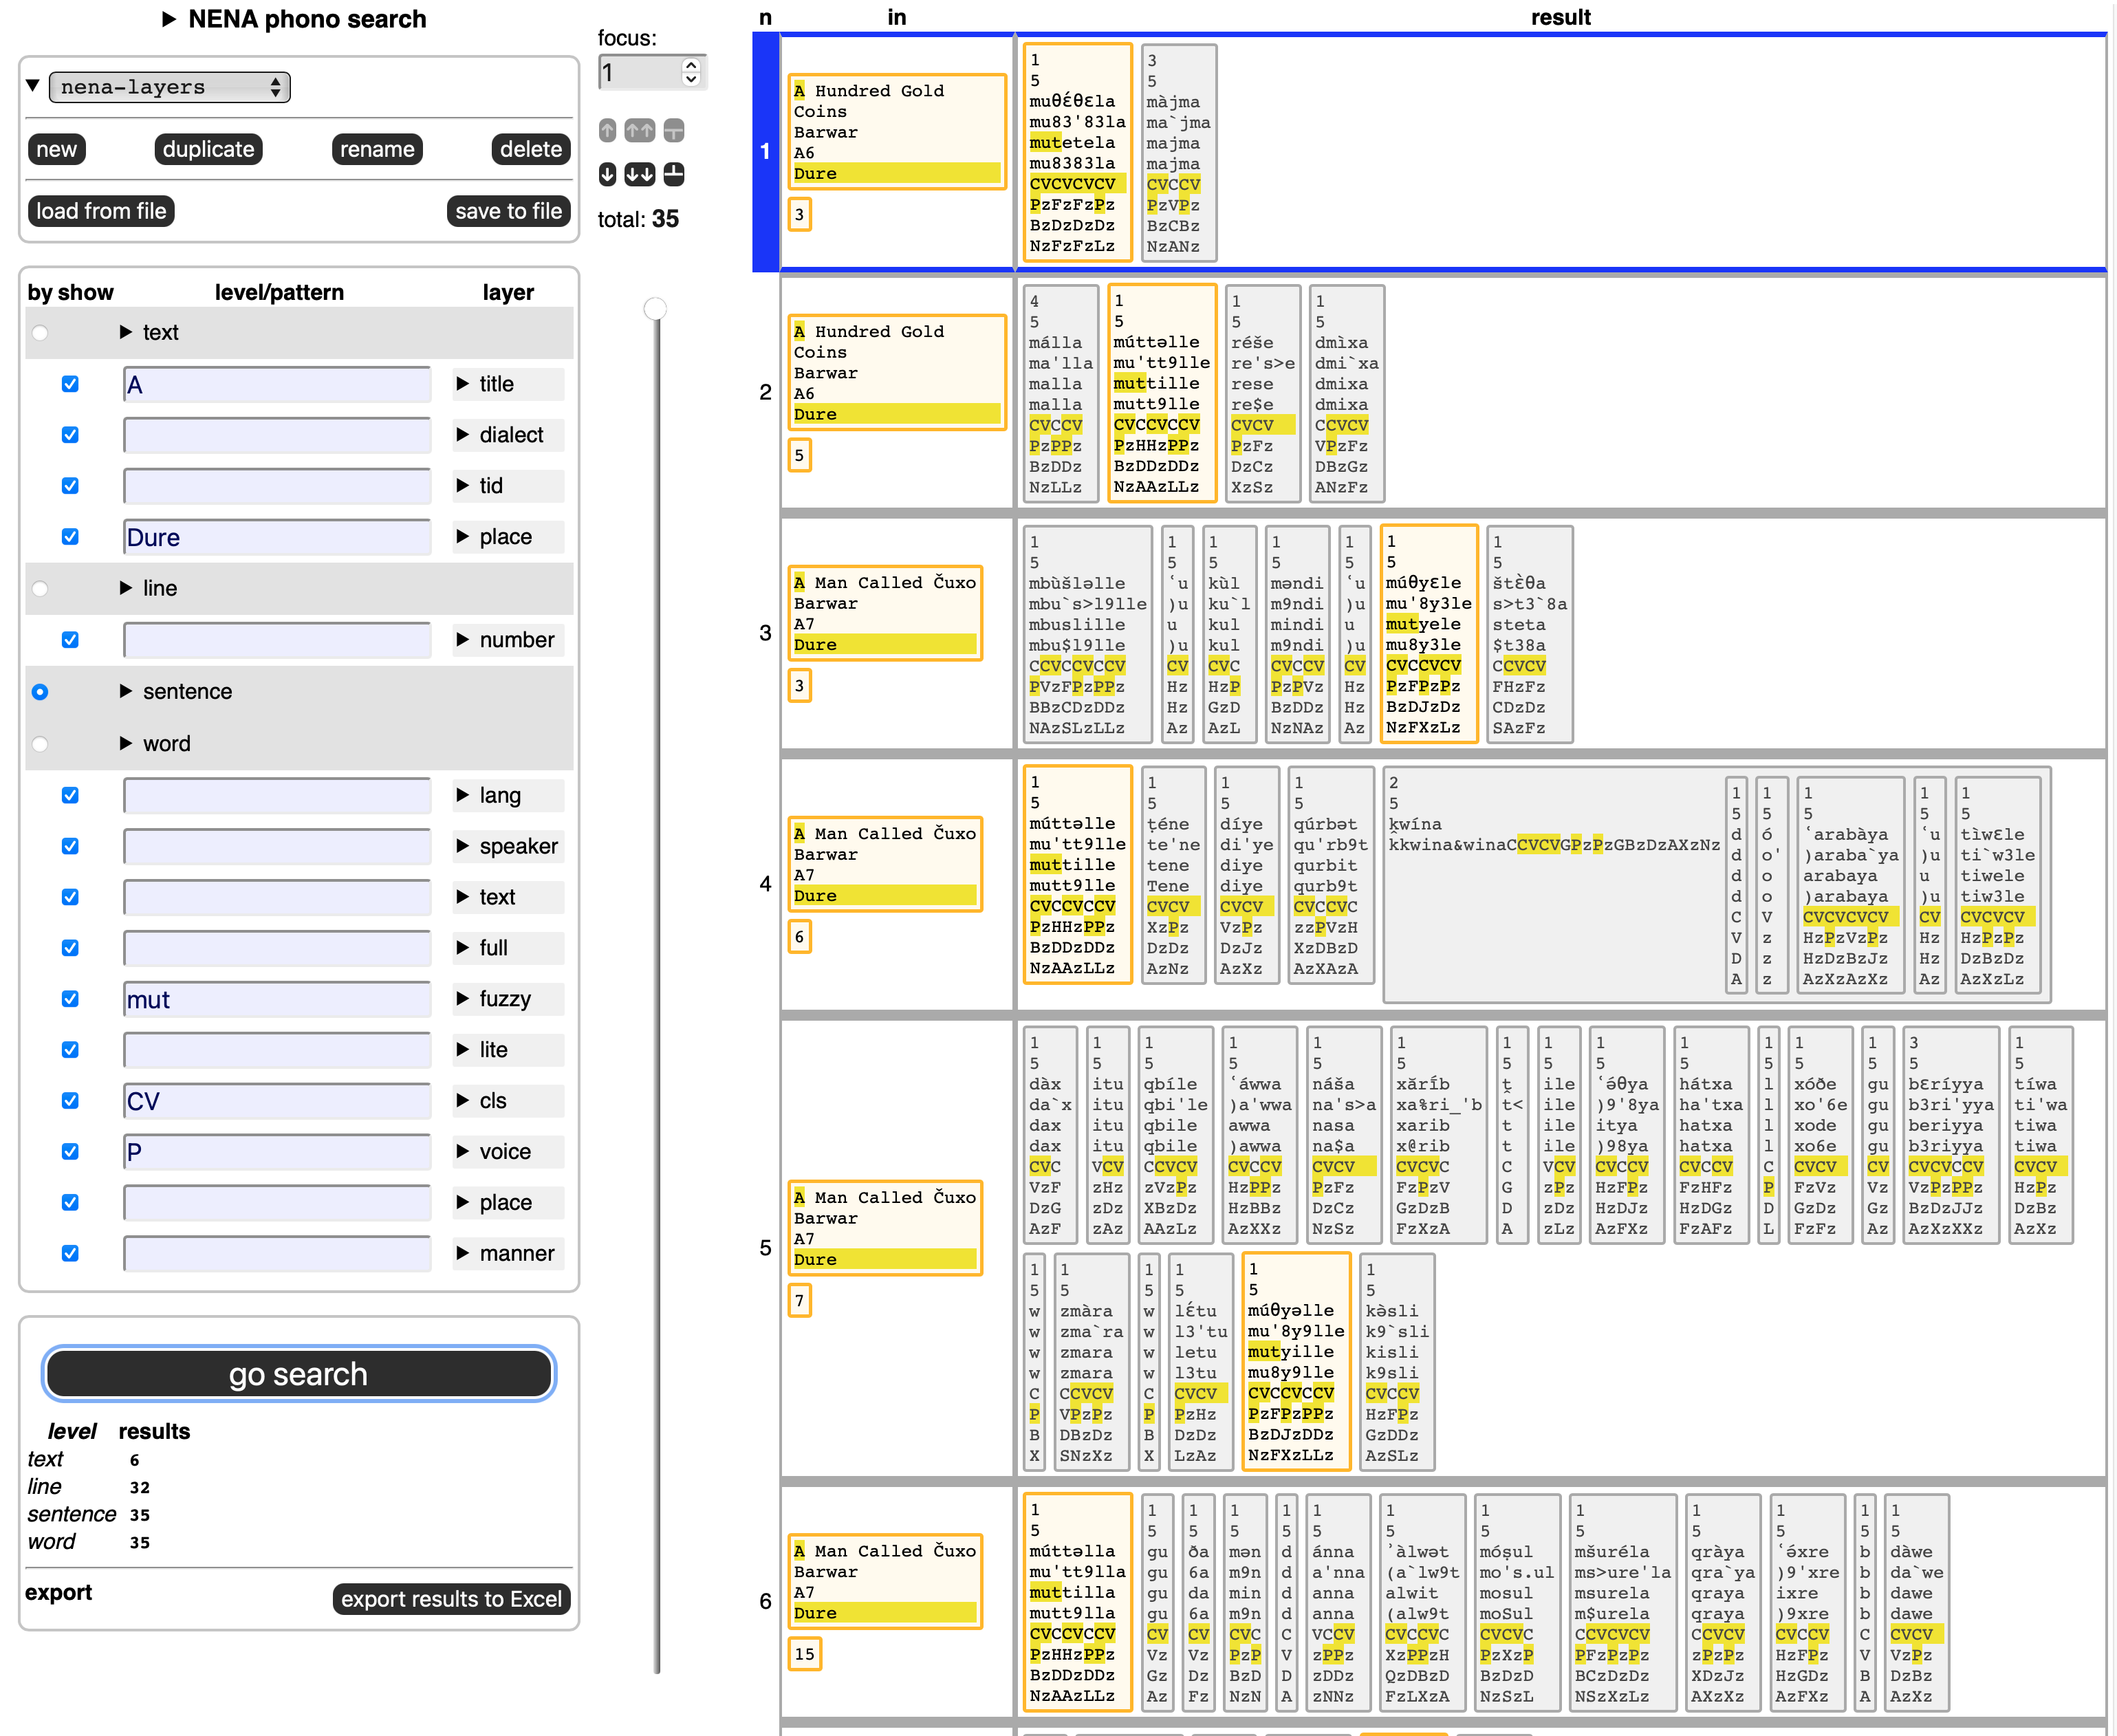 ▶ NENA phono search
▼ nena-layers
new duplicate rename delete
load from file save to file
by show level/pattern layer
▶ text
A ▶ title
▶ dialect
▶ tid
Dure ▶ place
▶ line
▶ number
▶ sentence
▶ word
▶ lang
▶ speaker
▶ text
▶ full
mut ▶ fuzzy
▶ lite
CV ▶ cls
P ▶ voice
▶ place
▶ manner
go search
level results
text 6
line 32
sentence 35
word 35
export export results to Excel
focus:
1
total: 35
n in result
1
A Hundred Gold
Coins
Barwar
A6
Dure
3
1 3
5 5
muθɛ́θɛla màjma
mu83'83la ma`jma
mutetela majma
mu8383la majma
CVCVCVCV CVCCV
PzFzFzPz PzVPz
BzDzDzDz BzCBz
NzFzFzLz NzANz
2
A Hundred Gold
Coins
Barwar
A6
Dure
5
4 1 1 1
5 5 5 5
málla múttəlle réše dmìxa
ma'lla mu'tt9lle re's>e dmi`xa
malla muttille rese dmixa
malla mutt9lle re$e dmixa
CVCCV CVCCVCCV CVCV CCVCV
PzPPz PzHHzPPz PzFz VPzFz
BzDDz BzDDzDDz DzCz DBzGz
NzLLz NzAAzLLz XzSz ANzFz
3
A Man Called Čuxo
Barwar
A7
Dure
3
1 1 1 1 1 1 1
5 5 5 5 5 5 5
mbùšləlle ʿu kùl məndi ʿu múθyɛle štɛ̀θa
mbu`s>l9lle )u ku`l m9ndi )u mu'8y3le s>t3`8a
mbuslille u kul mindi u mutyele steta
mbu$l9lle )u kul m9ndi )u mu8y3le $t38a
CCVCCVCCV CV CVC CVCCV CV CVCCVCV CCVCV
PVzFPzPPz Hz HzP PzPVz Hz PzFPzPz FHzFz
BBzCDzDDz Hz GzD BzDDz Hz BzDJzDz CDzDz
NAzSLzLLz Az AzL NzNAz Az NzFXzLz SAzFz
4
A Man Called Čuxo
Barwar
A7
Dure
6
1 1 1 1 2 1 1 1 1 1
5 5 5 5 5 5 5 5 5 5
múttəlle ṭéne díye qúrbət k̭wína d ó ʿarabàya ʿu tìwɛle
mu'tt9lle te'ne di'ye qu'rb9t k̭kwina&winaCCVCVGPzPzGBzDzAXzNz d o' )araba`ya )u ti`w3le
muttille tene diye qurbit d o arabaya u tiwele
mutt9lle Tene diye qurb9t d o )arabaya )u tiw3le
CVCCVCCV CVCV CVCV CVCCVC C V CVCVCVCV CV CVCVCV
PzHHzPPz XzPz VzPz zzPVzH V z HzPzVzPz Hz HzPzPz
BzDDzDDz DzDz DzJz XzDBzD D z HzDzBzJz Hz DzBzDz
NzAAzLLz AzNz AzXz AzXAzA A z AzXzAzXz Az AzXzLz
5
A Man Called Čuxo
Barwar
A7
Dure
7
1 1 1 1 1 1 1 1 1 1 1 1 1 3 1
5 5 5 5 5 5 5 5 5 5 5 5 5 5 5
dàx itu qbíle ʿáwwa náša xăríb ṱ ile ʿə́θya hátxa l xóðe gu bɛríyya tíwa
da`x itu qbi'le )a'wwa na's>a xa%ri_'b t< ile )9'8ya ha'txa l xo'6e gu b3ri'yya ti'wa
dax itu qbile awwa nasa xarib t ile itya hatxa l xode gu beriyya tiwa
dax itu qbile )awwa na$a x@rib t ile )98ya hatxa l xo6e gu b3riyya tiwa
CVC VCV CCVCV CVCCV CVCV CVCVC C VCV CVCCV CVCCV C CVCV CV CVCVCCV CVCV
VzF zHz zVzPz HzPPz PzFz FzPzV G zPz HzFPz FzHFz P FzVz Vz VzPzPPz HzPz
DzG zDz XBzDz HzBBz DzCz GzDzB D zDz HzDJz HzDGz D GzDz Gz BzDzJJz DzBz
AzF zAz AAzLz AzXXz NzSz FzXzA A zLz AzFXz FzAFz L FzFz Az AzXzXXz AzXz
1 1 1 1 1 1
5 5 5 5 5 5
w zmàra w lɛ́tu múθyəlle kə̀sli
w zma`ra w l3'tu mu'8y9lle k9`sli
w zmara w letu mutyille kisli
w zmara w l3tu mu8y9lle k9sli
C CCVCV C CVCV CVCCVCCV CVCCV
P VPzPz P PzHz PzFPzPPz HzFPz
B DBzDz B DzDz BzDJzDDz GzDDz
X SNzXz X LzAz NzFXzLLz AzSLz
6
A Man Called Čuxo
Barwar
A7
Dure
15
1 1 1 1 1 1 1 1 1 1 1 1 1
5 5 5 5 5 5 5 5 5 5 5 5 5
múttəlla gu ða mən d ánna ʾàlwət móṣul mšuréla qràya ʿə́xre b dàwe
mu'tt9lla gu 6a m9n d a'nna (a`lw9t mo's.ul ms>ure'la qra`ya )9'xre b da`we
muttilla gu da min d anna alwit mosul msurela qraya ixre b dawe
mutt9lla gu 6a m9n d anna (alw9t moSul m$urela qraya )9xre b dawe
CVCCVCCV CV CV CVC C VCCV CVCCVC CVCVC CCVCVCV CCVCV CVCCV C CVCV
PzHHzPPz Vz Vz PzP V zPPz XzPPzH PzXzP PFzPzPz zPzPz HzFPz V VzPz
BzDDzDDz Gz Dz BzD D zDDz QzDBzD BzDzD BCzDzDz XDzJz HzGDz B DzBz
NzAAzLLz Az Fz NzN A zNNz FzLXzA NzSzL NSzXzLz AXzXz AzFXz A AzXz